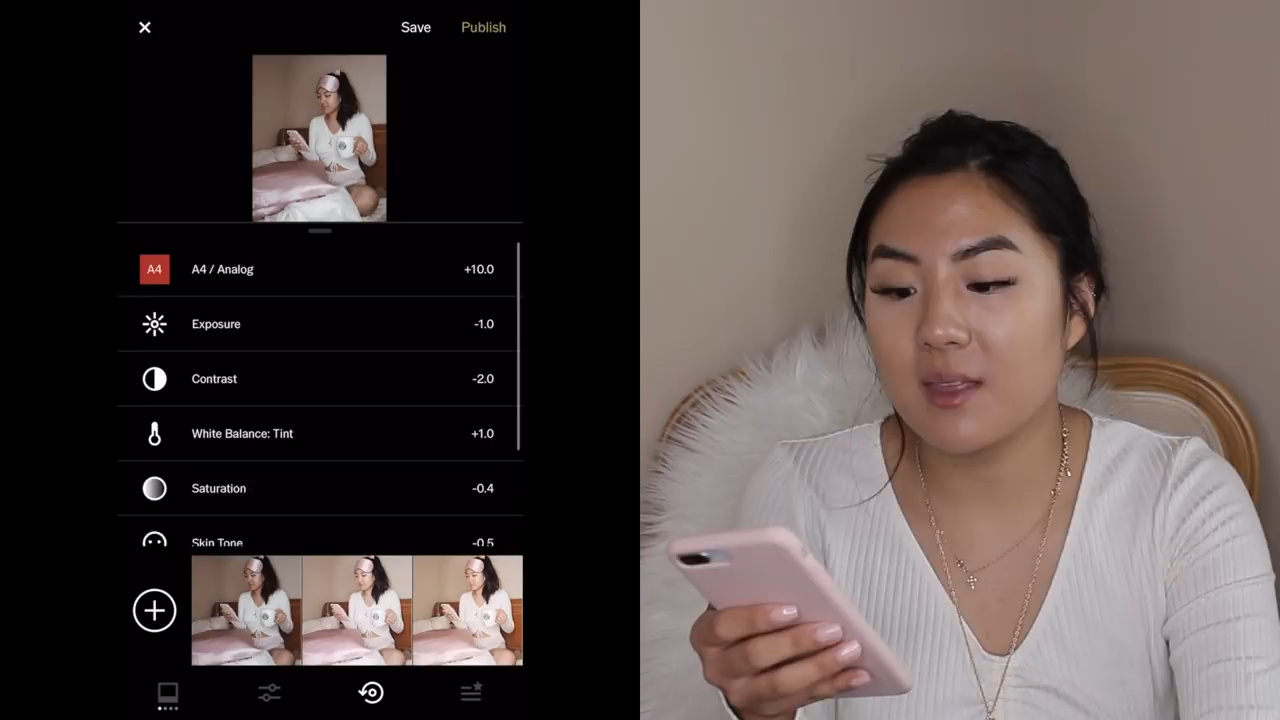 Save Publish
A4 A4 / Analog +10.0
Exposure -1.0
Contrast -2.0
White Balance: Tint +1.0
Saturation -0.4
Skin Tone -0.5